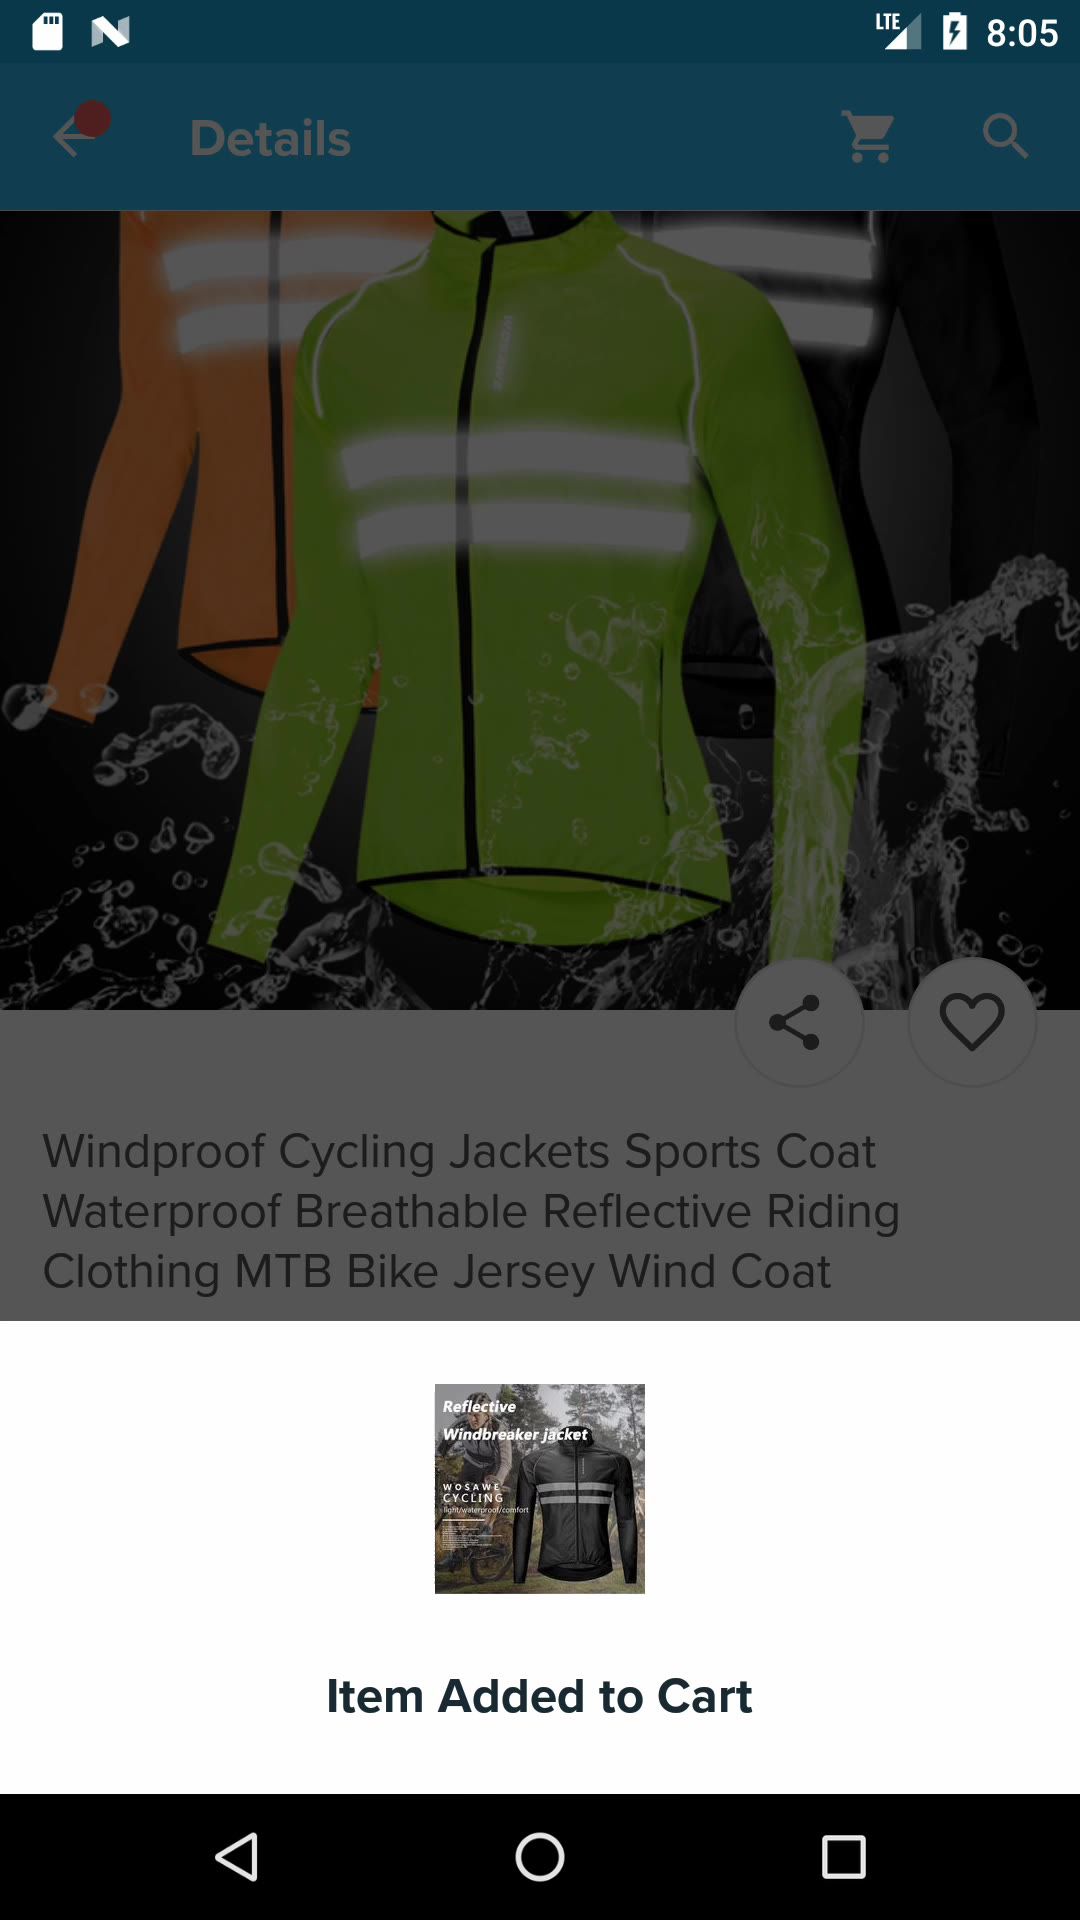 LTE
8:05
Details
Windproof Cycling Jackets Sports Coat
Waterproof Breathable Reflective Riding
Clothing MTB Bike Jersey Wind Coat
Reflective
Windbreaker jacket
WOSAWE
CYCLING
light/waterproof/comfort
Item Added to Cart